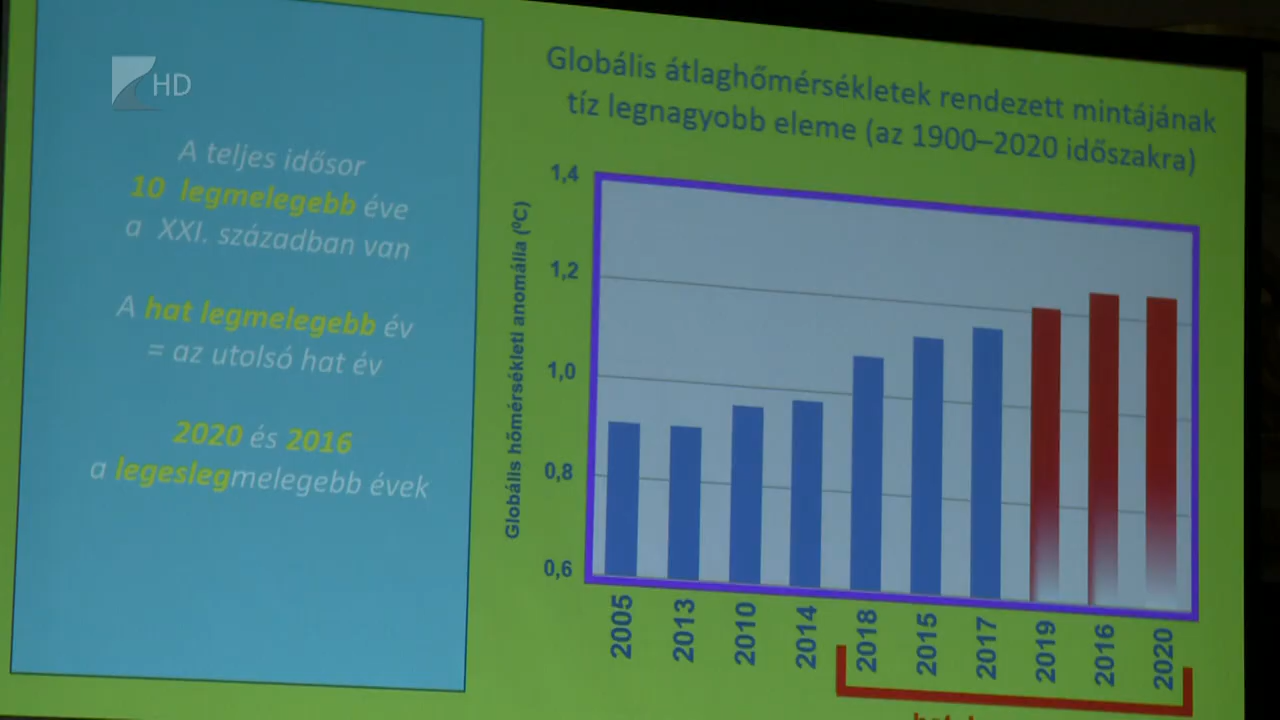 HD
A teljes idősor
10 legmelegebb éve
a XXI. században van
A hat legmelegebb év
= az utolsó hat év
2020 és 2016
a legeslegmelegebb évek
Globális átlaghőmérsékletek rendezett mintájának
tíz legnagyobb eleme (az 1900–2020 időszakra)
Globális hőmérsékleti anomália (⁰C)
1,4
1,2
1,0
0,8
0,6
2005
2013
2010
2014
2018
2015
2017
2019
2016
2020